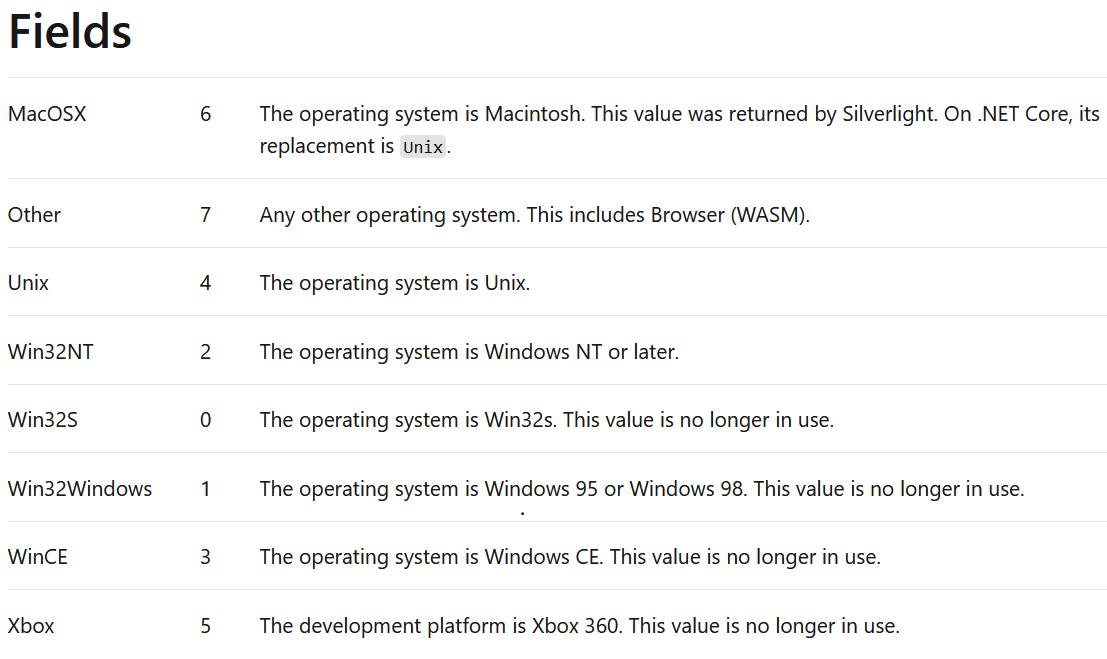 Fields
MacOSX 6 The operating system is Macintosh. This value was returned by Silverlight. On .NET Core, its
replacement is Unix.
Other 7 Any other operating system. This includes Browser (WASM).
Unix 4 The operating system is Unix.
Win32NT 2 The operating system is Windows NT or later.
Win32S 0 The operating system is Win32s. This value is no longer in use.
Win32Windows 1 The operating system is Windows 95 or Windows 98. This value is no longer in use.
WinCE 3 The operating system is Windows CE. This value is no longer in use.
Xbox 5 The development platform is Xbox 360. This value is no longer in use.